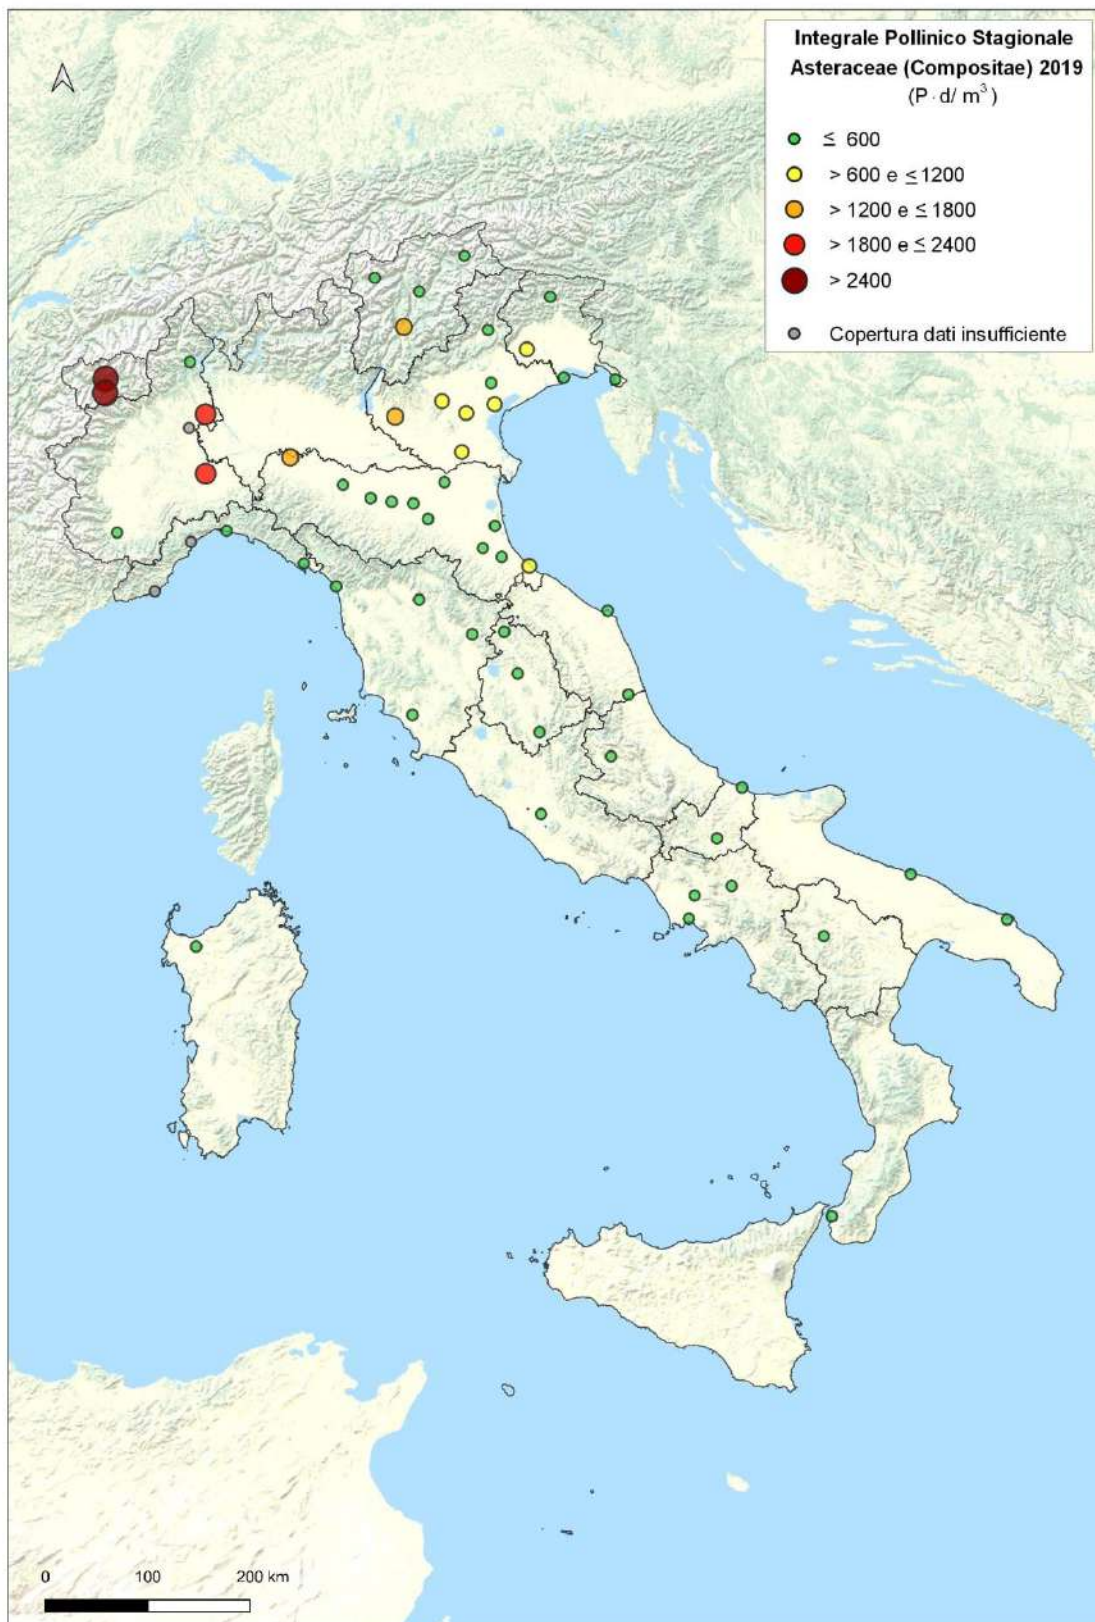 Integrale Pollinico Stagionale
Asteraceae (Compositae) 2019
(P · d/ m³)
≤ 600
> 600 e ≤1200
> 1200 e ≤ 1800
> 1800 e ≤ 2400
> 2400
Copertura dati insufficiente
0 100 200 km